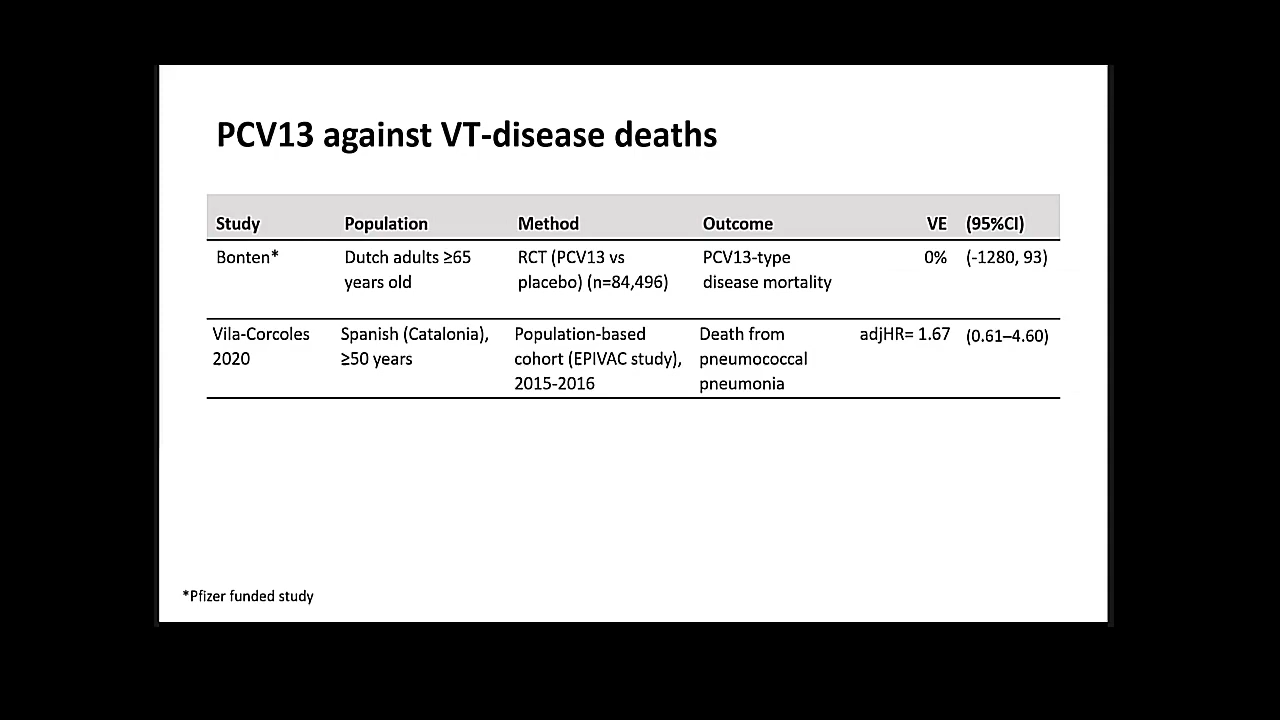 PCV13 against VT-disease deaths
Study Population Method Outcome VE (95%CI)
Bonten* Dutch adults ≥65 RCT (PCV13 vs PCV13-type 0% (-1280, 93)
years old placebo) (n=84,496) disease mortality
Vila-Corcoles Spanish (Catalonia), Population-based Death from adjHR= 1.67 (0.61–4.60)
2020 ≥50 years cohort (EPIVAC study), pneumococcal
2015-2016 pneumonia
*Pfizer funded study